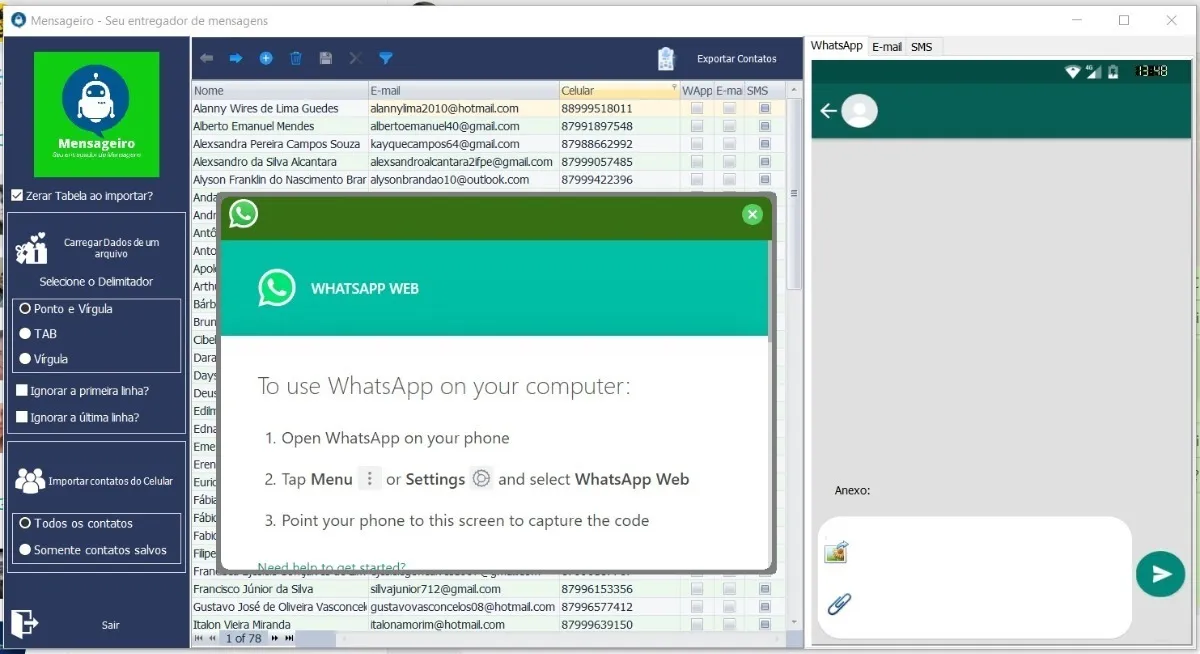 Mensageiro - Seu entregador de mensagens
Mensageiro
Seu entregador de Mensagens
Zerar Tabela ao importar?
Carregar Dados de um
arquivo
Selecione o Delimitador
Ponto e Vírgula
TAB
Vírgula
Ignorar a primeira linha?
Ignorar a última linha?
Importar contatos do Celular
Todos os contatos
Somente contatos salvos
Sair
Exportar Contatos
Nome E-mail Celular WApp E-mai SMS
Alanny Wires de Lima Guedes alannylima2010@hotmail.com 88999518011
Alberto Emanuel Mendes albertoemanuel40@gmail.com 87991897548
Alexsandra Pereira Campos Souza kayquecampos64@gmail.com 87988662992
Alexsandro da Silva Alcantara alexsandroalcantara2ifpe@gmail.com 87999057485
Alyson Franklin do Nascimento Bran alysonbrandao10@outlook.com 87999422396
Anda
Andr
Antô
Anto
Apol
Arthu
Bárb
Brun
Cibel
Dara
Days
Deus
Edilm
Edna
Eme
Eren
Euric
Fábia
Fábio
Fabio
Filipe
Francisco Júnior da Silva silvajunior712@gmail.com 87996153356
Gustavo José de Oliveira Vasconcel gustavovasconcelos08@hotmail.com 87996577412
Italon Vieira Miranda italonamorim@hotmail.com 87999639150
1 of 78
WHATSAPP WEB
To use WhatsApp on your computer:
1. Open WhatsApp on your phone
2. Tap Menu or Settings and select WhatsApp Web
3. Point your phone to this screen to capture the code
Need help to get started?
WhatsApp E-mail SMS
4G 13:48
Anexo: